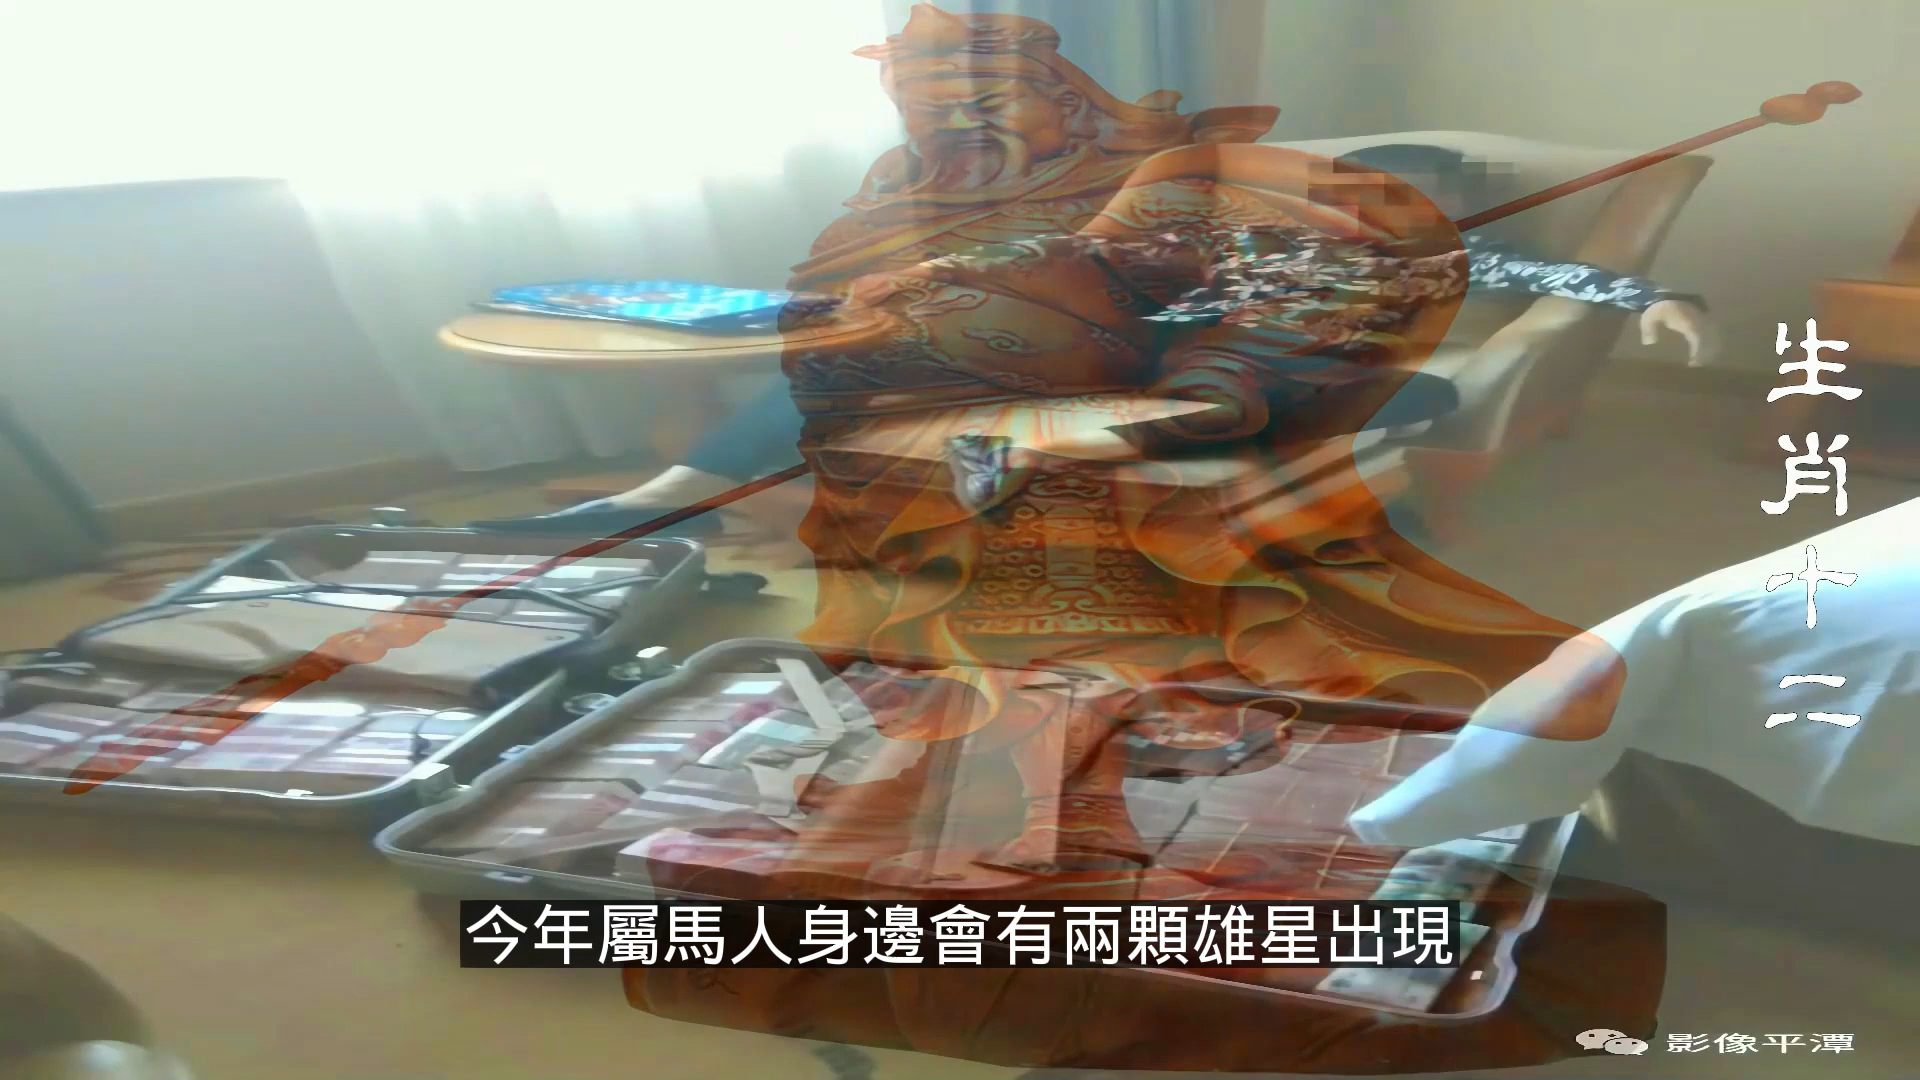 生肖十二
今年屬馬人身邊會有兩顆雄星出現
影像平潭